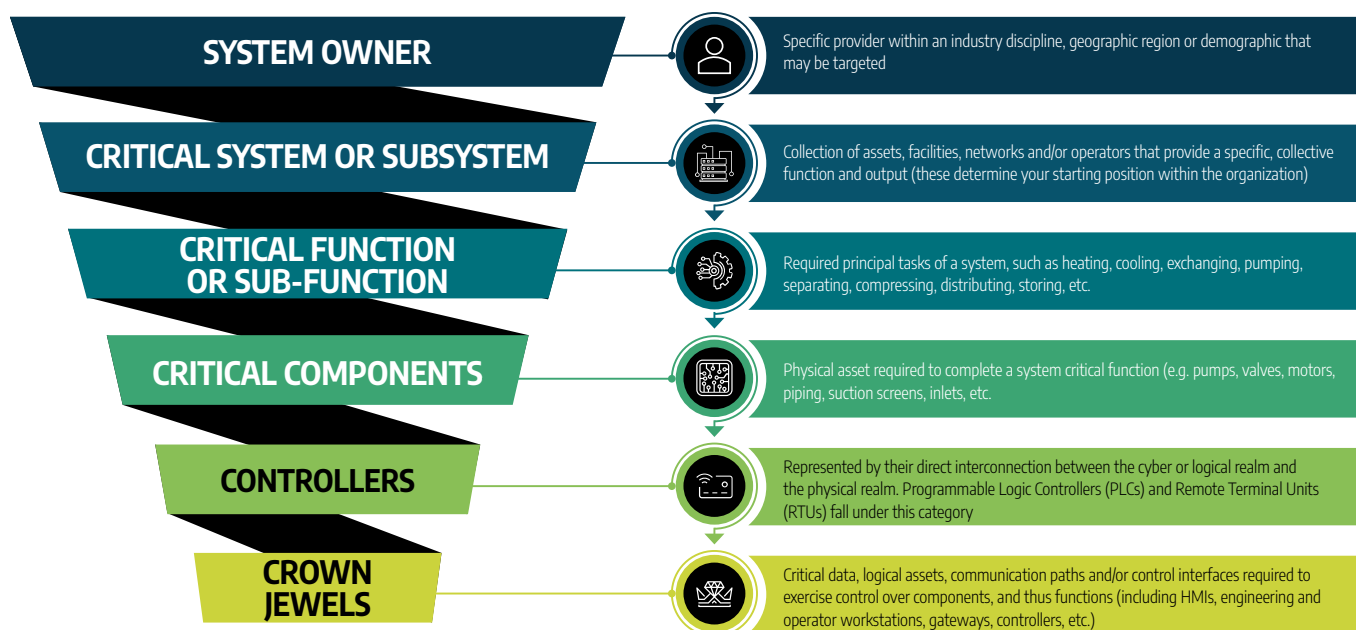 SYSTEM OWNER
Specific provider within an industry discipline, geographic region or demographic that
may be targeted
CRITICAL SYSTEM OR SUBSYSTEM
Collection of assets, facilities, networks and/or operators that provide a specific, collective
function and output (these determine your starting position within the organization)
CRITICAL FUNCTION
OR SUB-FUNCTION
Required principal tasks of a system, such as heating, cooling, exchanging, pumping,
separating, compressing, distributing, storing, etc.
CRITICAL COMPONENTS
Physical asset required to complete a system critical function (e.g. pumps, valves, motors,
piping, suction screens, inlets, etc.
CONTROLLERS
Represented by their direct interconnection between the cyber or logical realm and
the physical realm. Programmable Logic Controllers (PLCs) and Remote Terminal Units
(RTUs) fall under this category
CROWN
JEWELS
Critical data, logical assets, communication paths and/or control interfaces required to
exercise control over components, and thus functions (including HMIs, engineering and
operator workstations, gateways, controllers, etc.)